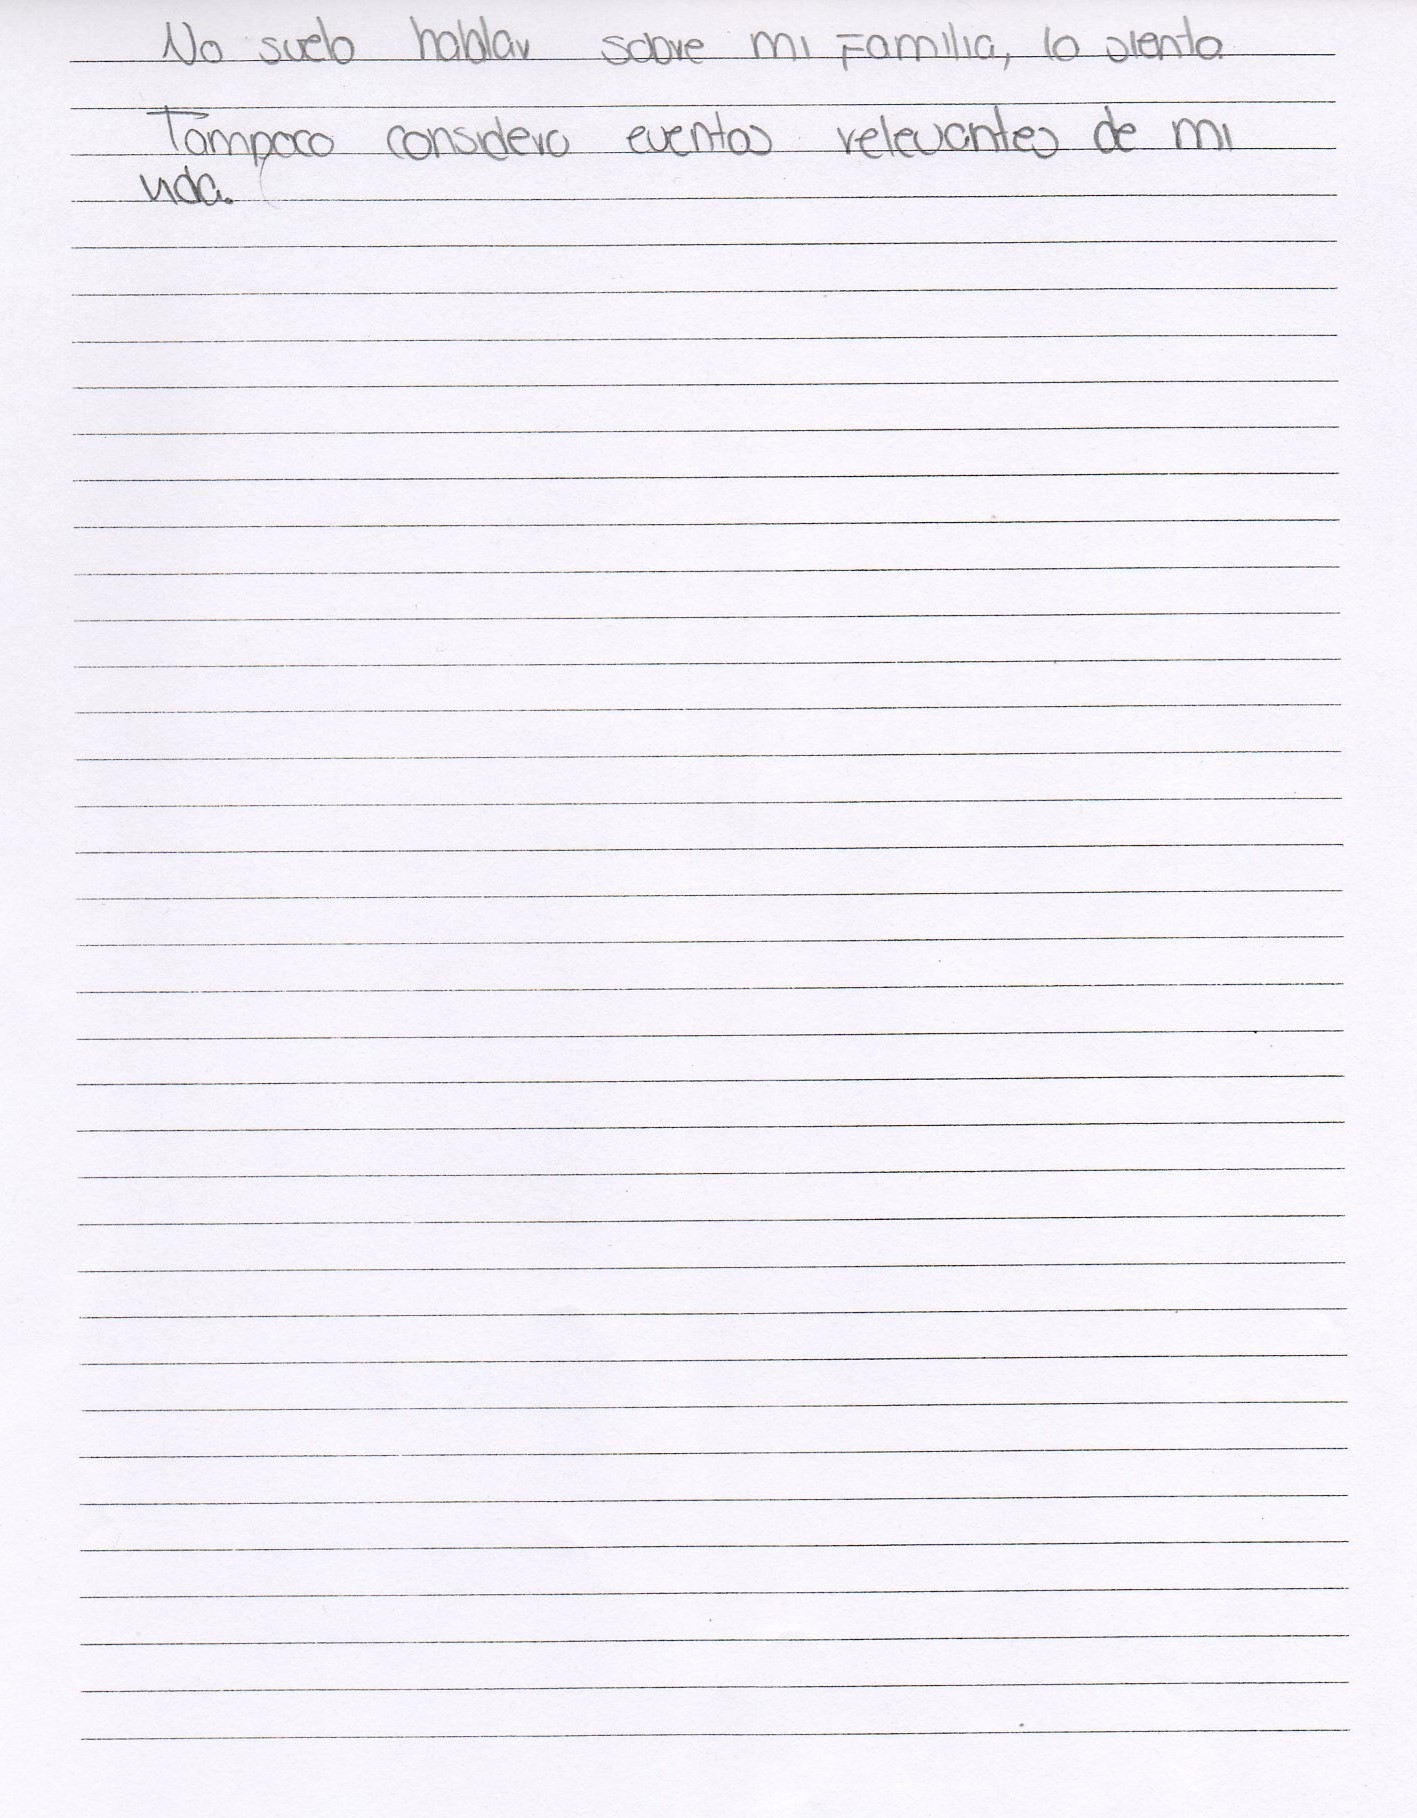 No suelo hablar sobre mi Familia, lo siento
Tampoco considero eventos relevantes de mi
vida.